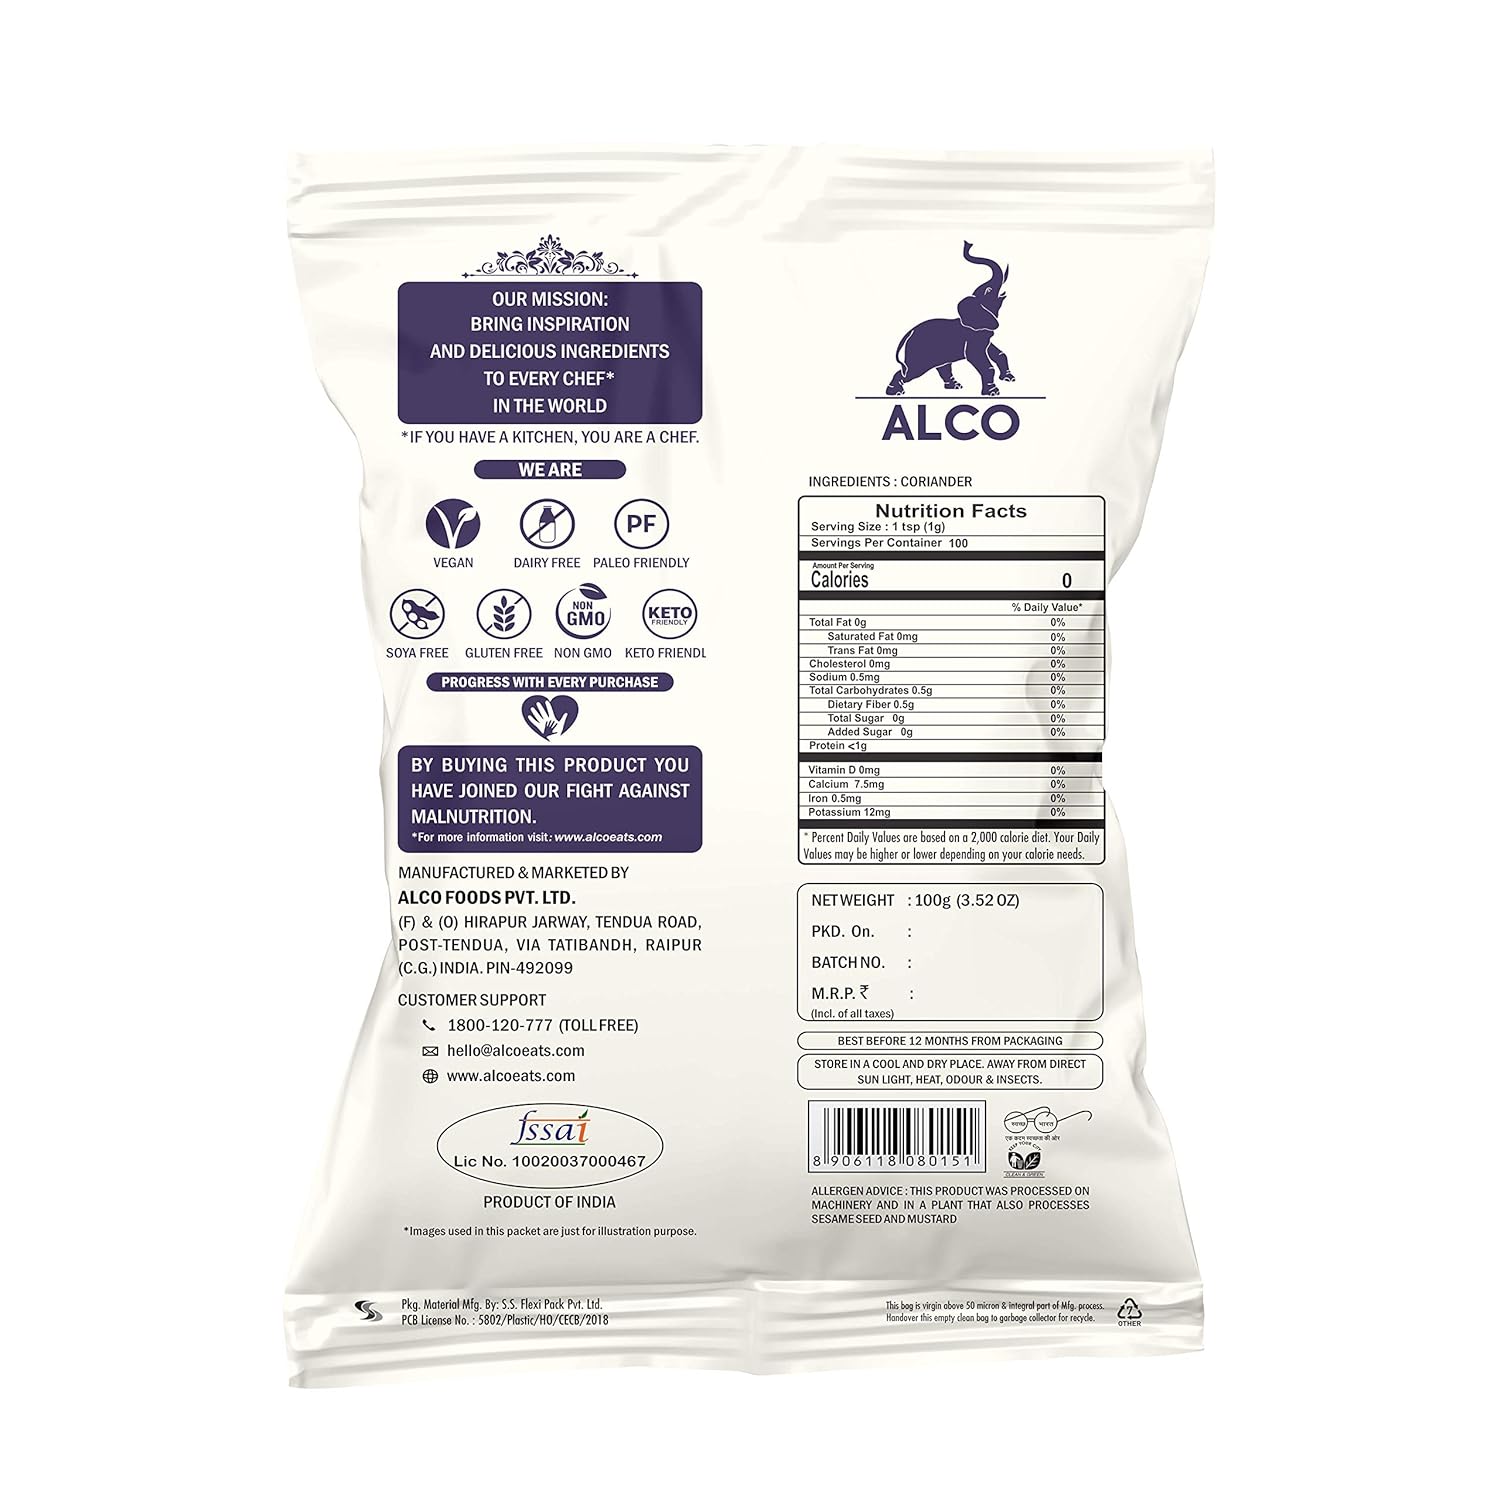 OUR MISSION:
BRING INSPIRATION
AND DELICIOUS INGREDIENTS
TO EVERY CHEF*
IN THE WORLD
*IF YOU HAVE A KITCHEN, YOU ARE A CHEF.
WE ARE
VEGAN
DAIRY FREE
PF
PALEO FRIENDLY
SOYA FREE
GLUTEN FREE
NON
GMO
NON GMO
KETO
FRIENDLY
KETO FRIENDL
PROGRESS WITH EVERY PURCHASE
BY BUYING THIS PRODUCT YOU
HAVE JOINED OUR FIGHT AGAINST
MALNUTRITION.
*For more information visit: www.alcoeats.com
MANUFACTURED & MARKETED BY
ALCO FOODS PVT. LTD.
(F) & (O) HIRAPUR JARWAY, TENDUA ROAD,
POST-TENDUA, VIA TATIBANDH, RAIPUR
(C.G.) INDIA. PIN-492099
CUSTOMER SUPPORT
1800-120-777 (TOLL FREE)
hello@alcoeats.com
www.alcoeats.com
fssai
Lic No. 10020037000467
PRODUCT OF INDIA
*Images used in this packet are just for illustration purpose.
Pkg. Material Mfg. By: S.S. Flexi Pack Pvt. Ltd.
PCB License No. : 5802/Plastic/HO/CECB/2018
ALCO
INGREDIENTS : CORIANDER
Nutrition Facts
Serving Size : 1 tsp (1g)
Servings Per Container 100
Amount Per Serving
Calories 0
% Daily Value*
Total Fat 0g 0%
Saturated Fat 0mg 0%
Trans Fat 0mg 0%
Cholesterol 0mg 0%
Sodium 0.5mg 0%
Total Carbohydrates 0.5g 0%
Dietary Fiber 0.5g 0%
Total Sugar 0g 0%
Added Sugar 0g 0%
Protein <1g
Vitamin D 0mg 0%
Calcium 7.5mg 0%
Iron 0.5mg 0%
Potassium 12mg 0%
* Percent Daily Values are based on a 2,000 calorie diet. Your Daily
Values may be higher or lower depending on your calorie needs.
NET WEIGHT : 100g (3.52 OZ)
PKD. On. :
BATCH NO. :
M.R.P. ₹ :
(Incl. of all taxes)
BEST BEFORE 12 MONTHS FROM PACKAGING
STORE IN A COOL AND DRY PLACE. AWAY FROM DIRECT
SUN LIGHT, HEAT, ODOUR & INSECTS.
8 906118 080151
स्वच्छ भारत
एक कदम स्वच्छता की ओर
KEEP YOUR CITY
CLEAN & GREEN
ALLERGEN ADVICE : THIS PRODUCT WAS PROCESSED ON
MACHINERY AND IN A PLANT THAT ALSO PROCESSES
SESAME SEED AND MUSTARD
This bag is virgin above 50 micron & integral part of Mfg. process.
Handover this empty clean bag to garbage collector for recycle.
7
OTHER